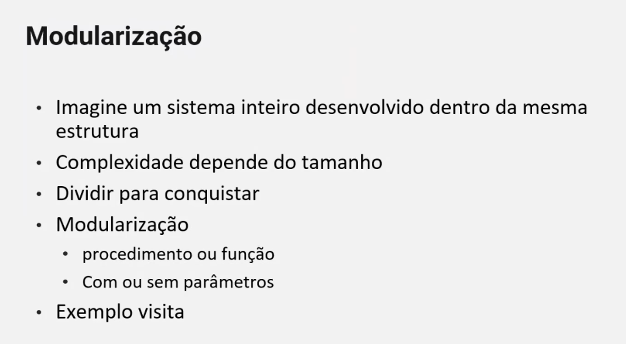 Modularização
• Imagine um sistema inteiro desenvolvido dentro da mesma
estrutura
• Complexidade depende do tamanho
• Dividir para conquistar
• Modularização
• procedimento ou função
• Com ou sem parâmetros
• Exemplo visita